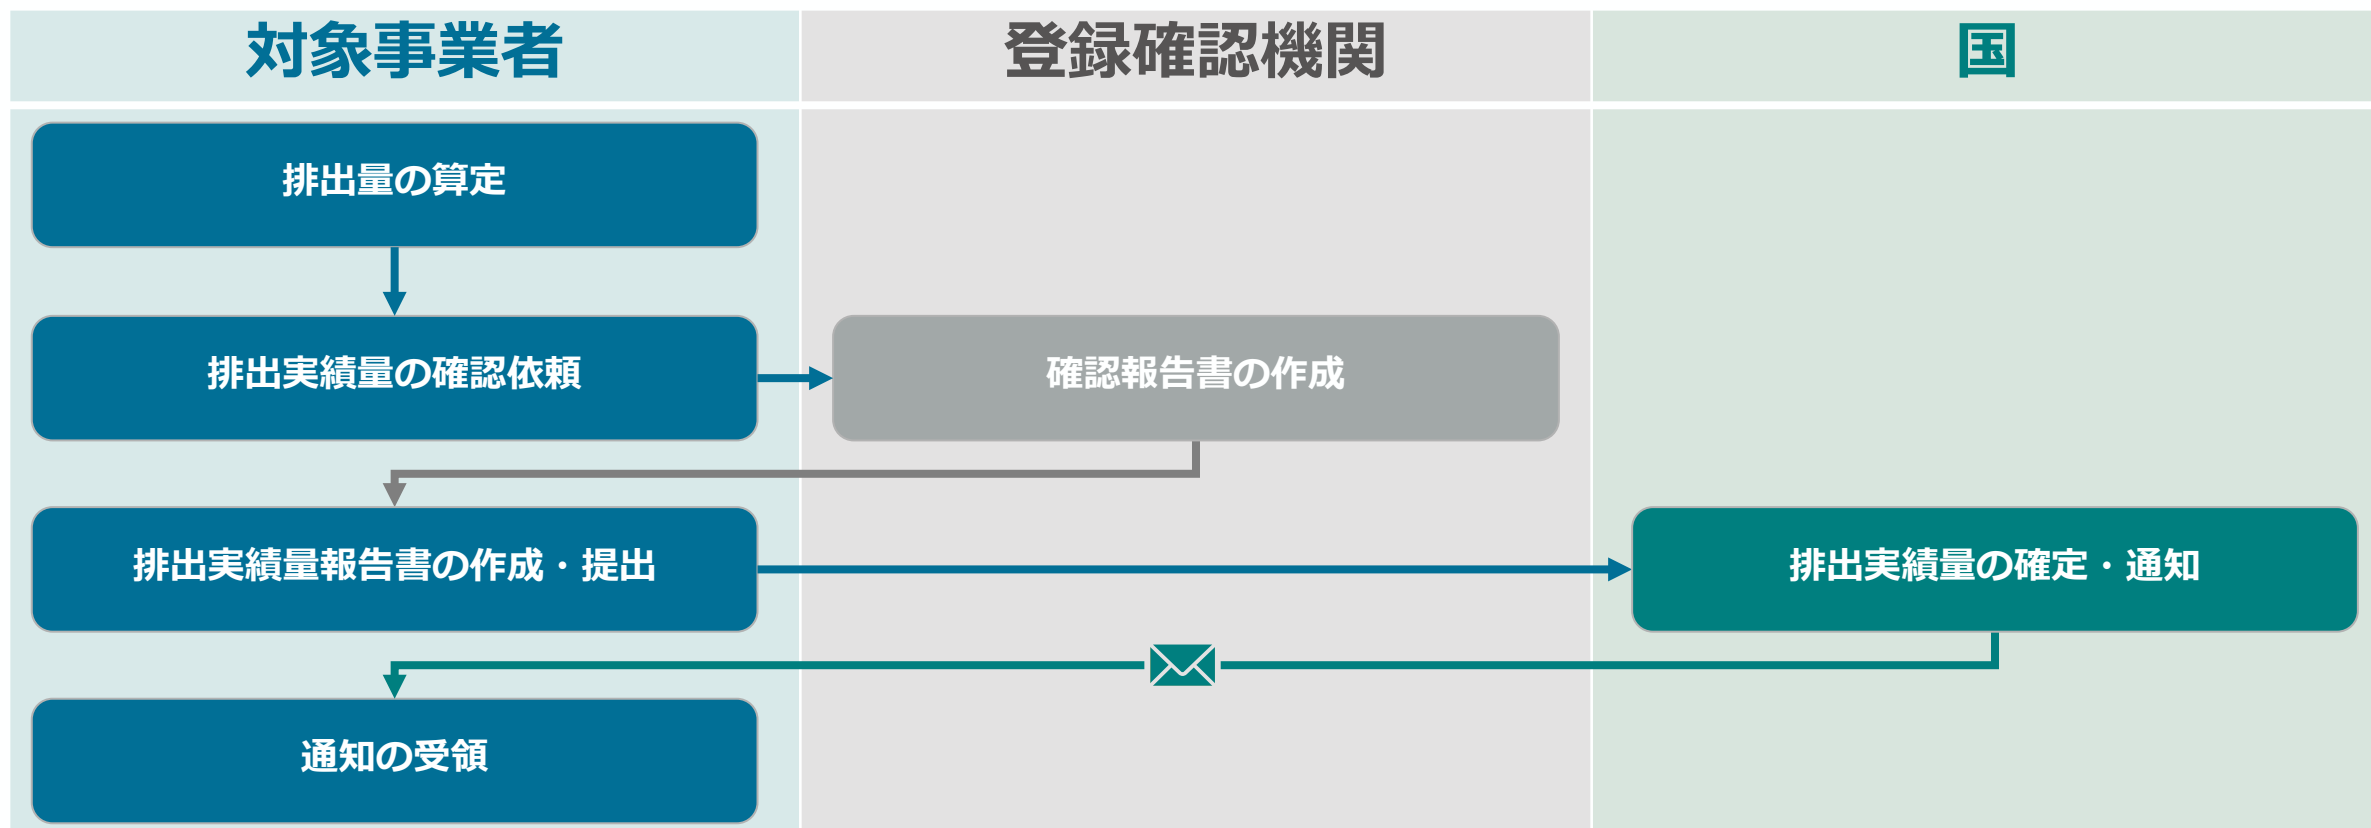 対象事業者
登録確認機関
国
排出量の算定
排出実績量の確認依頼
確認報告書の作成
排出実績量報告書の作成・提出
排出実績量の確定・通知
通知の受領